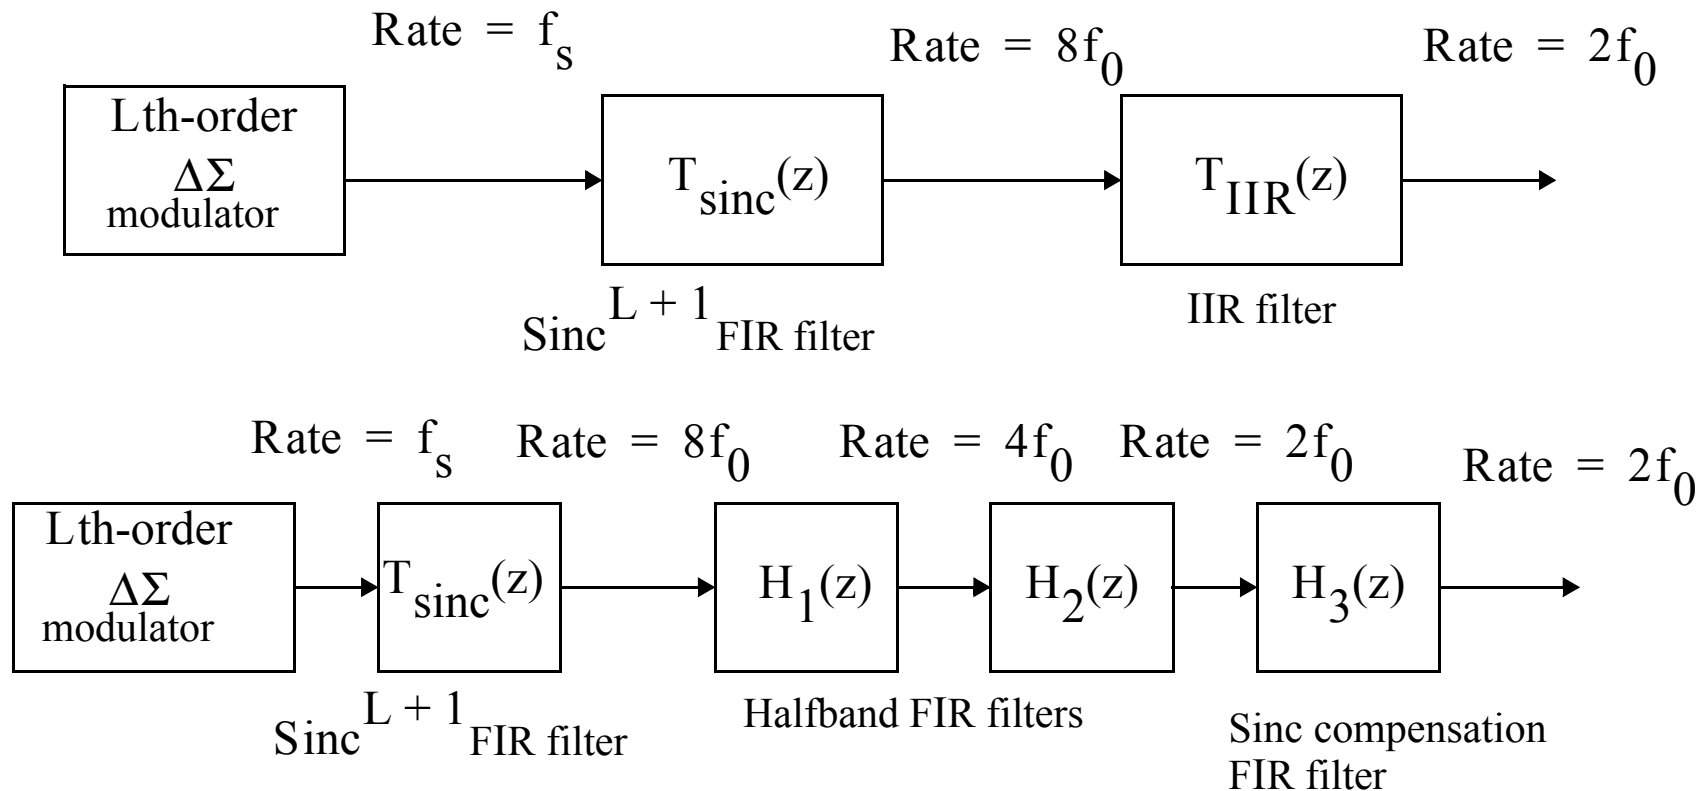 Rate = f_s
Rate = 8f_0
Rate = 2f_0
Lth-order
ΔΣ
modulator
T_sinc(z)
T_IIR(z)
Sinc^{L + 1} FIR filter
IIR filter
Rate = f_s
Rate = 8f_0
Rate = 4f_0
Rate = 2f_0
Rate = 2f_0
Lth-order
ΔΣ
modulator
T_sinc(z)
H_1(z)
H_2(z)
H_3(z)
Sinc^{L + 1} FIR filter
Halfband FIR filters
Sinc compensation
FIR filter